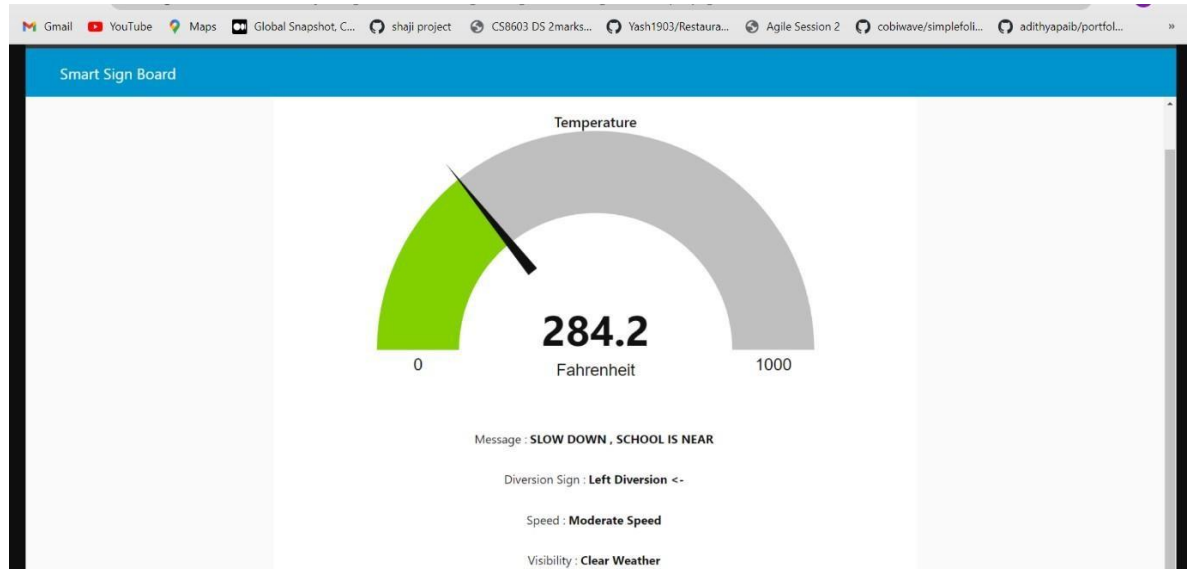 Gmail YouTube Maps Global Snapshot, C... shaji project CS8603 DS 2marks... Yash1903/Restaura... Agile Session 2 cobiwave/simplefoli... adithyapaib/portfol... »
Smart Sign Board
Temperature
284.2
0 Fahrenheit 1000
Message : SLOW DOWN , SCHOOL IS NEAR
Diversion Sign : Left Diversion <-
Speed : Moderate Speed
Visibility : Clear Weather